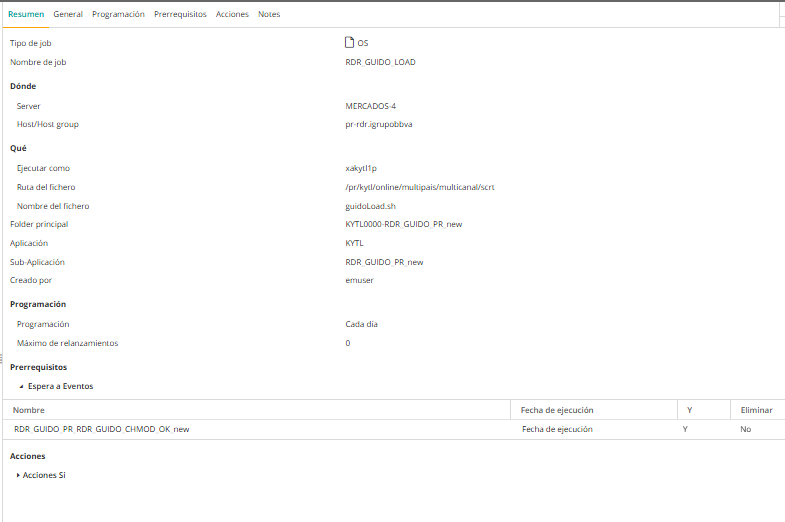 Resumen General Programación Prerrequisitos Acciones Notes
Tipo de job OS
Nombre de job RDR_GUIDO_LOAD
Dónde
Server MERCADOS-4
Host/Host group pr-rdr.igrupobbva
Qué
Ejecutar como xakytl1p
Ruta del fichero /pr/kytl/online/multipais/multicanal/scrt
Nombre del fichero guidoLoad.sh
Folder principal KYTL0000-RDR_GUIDO_PR_new
Aplicación KYTL
Sub-Aplicación RDR_GUIDO_PR_new
Creado por emuser
Programación
Programación Cada día
Máximo de relanzamientos 0
Prerrequisitos
Espera a Eventos
Nombre Fecha de ejecución Y Eliminar
RDR_GUIDO_PR_RDR_GUIDO_CHMOD_OK_new Fecha de ejecución Y No
Acciones
Acciones Si